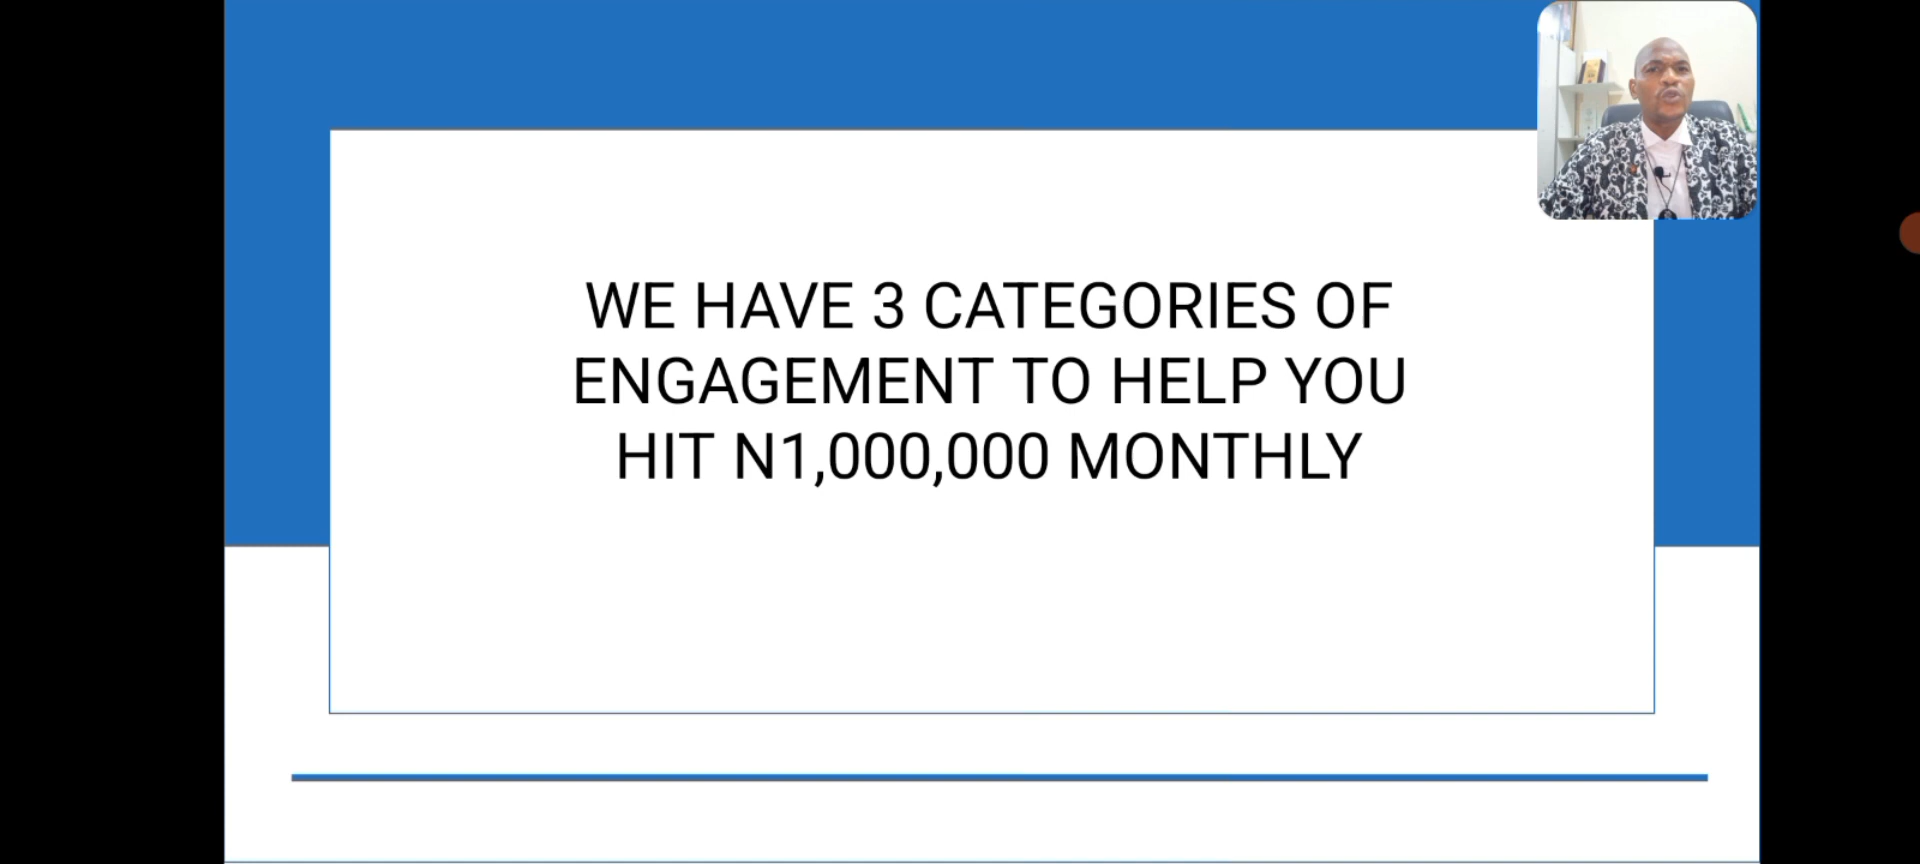 WE HAVE 3 CATEGORIES OF
ENGAGEMENT TO HELP YOU
HIT N1,000,000 MONTHLY